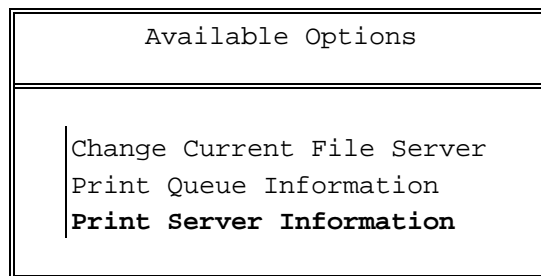 Available Options
Change Current File Server
Print Queue Information
Print Server Information